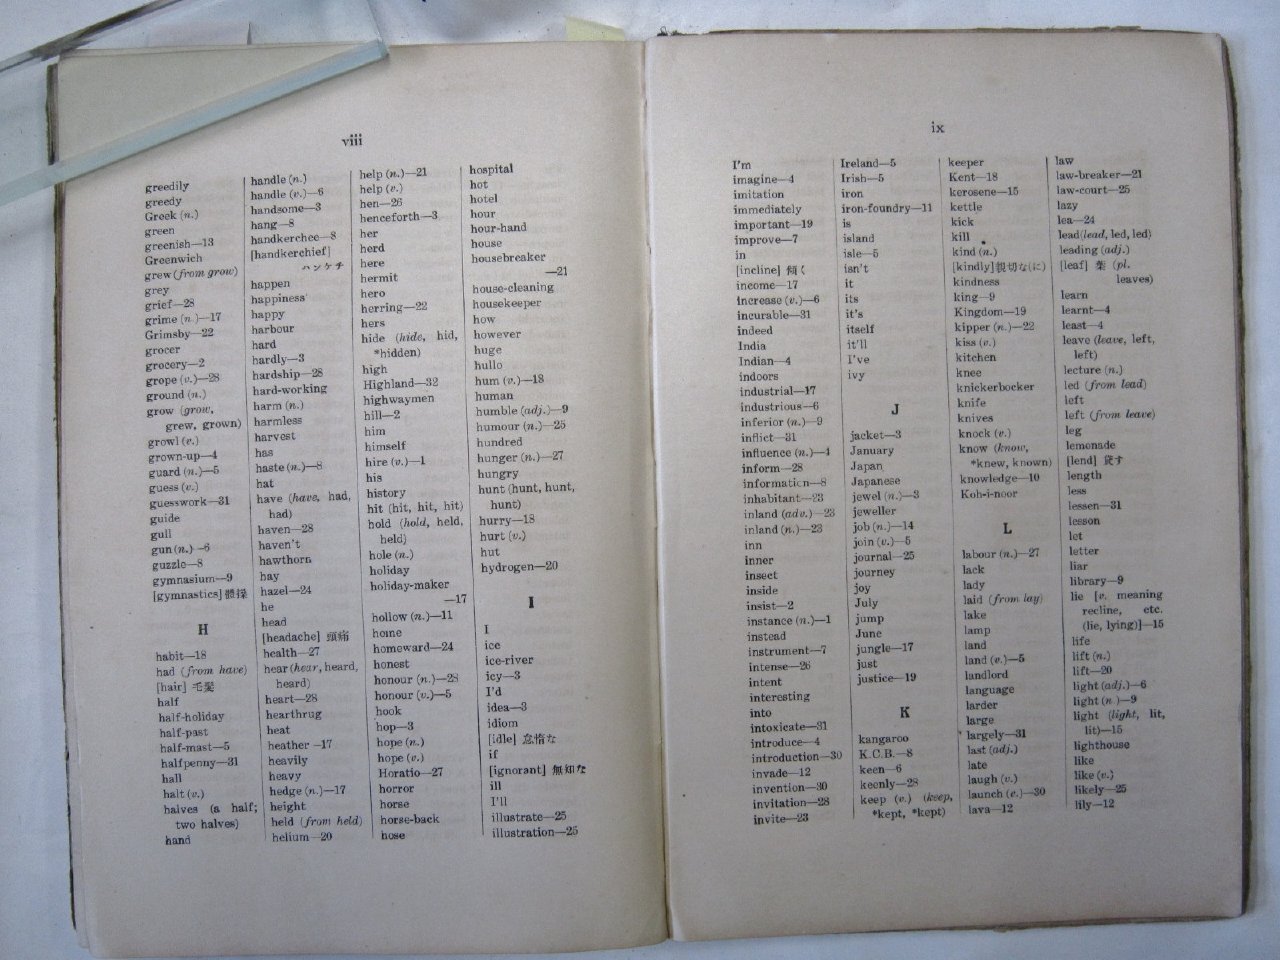 viii
greedily
greedy
Greek (n.)
green
greenish—13
Greenwich
grew (from grow)
grey
grief—28
grime (n.)—17
Grimsby—22
grocer
grocery—2
grope (v.)—28
ground (n.)
grow (grow,
grew, grown)
growl (v.)
grown-up—4
guard (n.)—5
guess (v.)
guesswork—31
guide
gull
gun (n.)—6
guzzle—8
gymnasium—9
[gymnastics] 體操
H
habit—18
had (from have)
[hair] 毛髪
half
half-holiday
half-past
half-mast—5
halfpenny—31
hall
halt (v.)
halves (a half;
two halves)
hand
handle (n.)
handle (v.)—6
handsome—3
hang—8
handkerchee—8
[handkerchief]
ハンケチ
happen
happiness
happy
harbour
hard
hardly—3
hardship—28
hard-working
harm (n.)
harmless
harvest
has
haste (n.)—8
hat
have (have, had,
had)
haven—28
haven't
hawthorn
hay
hazel—24
he
head
[headache] 頭痛
health—27
hear (hear, heard,
heard)
heart—28
hearthrug
heat
heather—17
heavily
heavy
hedge (n.)—17
height
held (from held)
helium—20
help (n.)—21
help (v.)
hen—26
henceforth—3
her
herd
here
hermit
hero
herring—22
hers
hide (hide, hid,
*hidden)
high
Highland—32
highwaymen
hill—2
him
himself
hire (v.)—1
his
history
hit (hit, hit, hit)
hold (hold, held,
held)
hole (n.)
holiday
holiday-maker
—17
hollow (n.)—11
home
homeward—24
honest
honour (n.)—28
honour (v.)—5
hook
hop—3
hope (n.)
hope (v.)
Horatio—27
horror
horse
horse-back
hose
hospital
hot
hotel
hour
hour-hand
house
housebreaker
—21
house-cleaning
housekeeper
how
however
huge
hullo
hum (v.)—18
human
humble (adj.)—9
humour (n.)—25
hundred
hunger (n.)—27
hungry
hunt (hunt, hunt,
hunt)
hurry—18
hurt (v.)
hut
hydrogen—20
I
I
ice
ice-river
icy—3
I'd
idea—3
idiom
[idle] 怠惰な
if
[ignorant] 無知な
ill
I'll
illustrate—25
illustration—25
ix
I'm
imagine—4
imitation
immediately
important—19
improve—7
in
[incline] 傾く
income—17
increase (v.)—6
incurable—31
indeed
India
Indian—4
indoors
industrial—17
industrious—6
inferior (n.)—9
inflict—31
influence (n.)—4
inform—28
information—8
inhabitant—23
inland (adv.)—23
inland (n.)—23
inn
inner
insect
inside
insist—2
instance (n.)—1
instead
instrument—7
intense—26
intent
interesting
into
intoxicate—31
introduce—4
introduction—30
invade—12
invention—30
invitation—28
invite—23
Ireland—5
Irish—5
iron
iron-foundry—11
is
island
isle—5
isn't
it
its
it's
itself
it'll
I've
ivy
J
jacket—3
January
Japan
Japanese
jewel (n.)—3
jeweller
job (n.)—14
join (v.)—5
journal—25
journey
joy
July
jump
June
jungle—17
just
justice—19
K
kangaroo
K.C.B.—8
keen—6
keenly—28
keep (v.) (keep,
*kept, *kept)
keeper
Kent—18
kerosene—15
kettle
kick
kill
kind (n.)
[kindly] 親切な(に)
kindness
king—9
Kingdom—19
kipper (n.)—22
kiss (v.)
kitchen
knee
knickerbocker
knife
knives
knock (v.)
know (know,
*knew, known)
knowledge—10
Koh-i-noor
L
labour (n.)—27
lack
lady
laid (from lay)
lake
lamp
land
land (v.)—5
landlord
language
larder
large
largely—31
last (adj.)
late
laugh (v.)
launch (v.)—30
lava—12
law
law-breaker—21
law-court—25
lazy
lea—24
lead (lead, led, led)
leading (adj.)
[leaf] 葉 (pl.
leaves)
learn
learnt—4
least—4
leave (leave, left,
left)
lecture (n.)
led (from lead)
left
left (from leave)
leg
lemonade
[lend] 貸す
length
less
lessen—31
lesson
let
letter
liar
library—9
lie [v. meaning
recline, etc.
(lie, lying)]—15
life
lift (n.)
lift—20
light (adj.)—6
light (n)—9
light (light, lit,
lit)—15
lighthouse
like
like (v.)
likely—25
lily—12